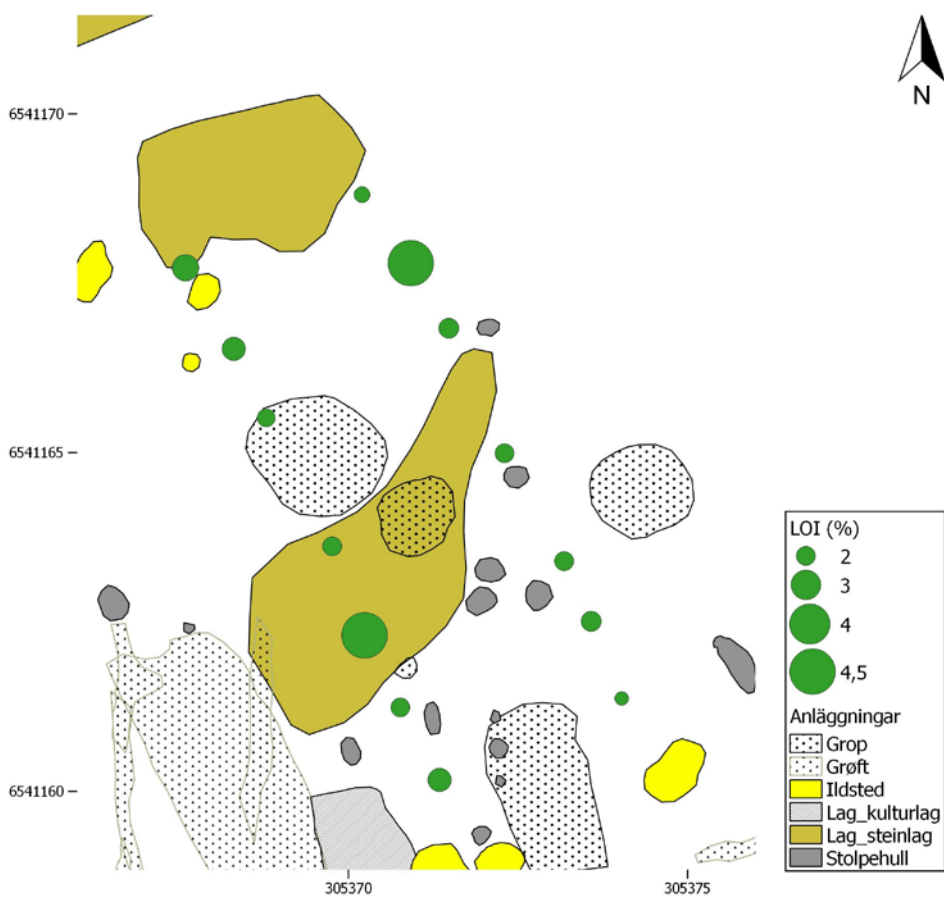 N
6541170
6541165
6541160
305370
305375
LOI (%)
2
3
4
4,5
Anläggningar
Grop
Grøft
Ildsted
Lag_kulturlag
Lag_steinlag
Stolpehull